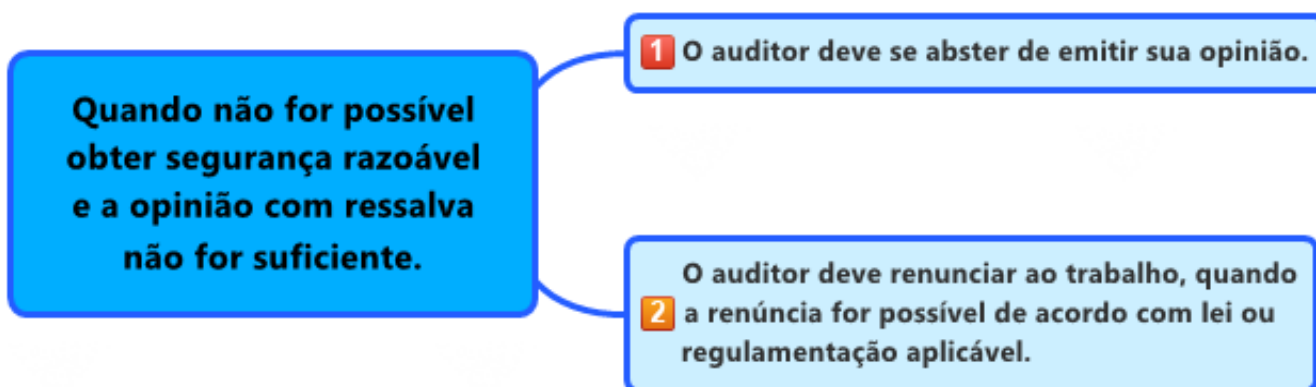 Quando não for possível
obter segurança razoável
e a opinião com ressalva
não for suficiente.
1 O auditor deve se abster de emitir sua opinião.
O auditor deve renunciar ao trabalho, quando
2 a renúncia for possível de acordo com lei ou
regulamentação aplicável.